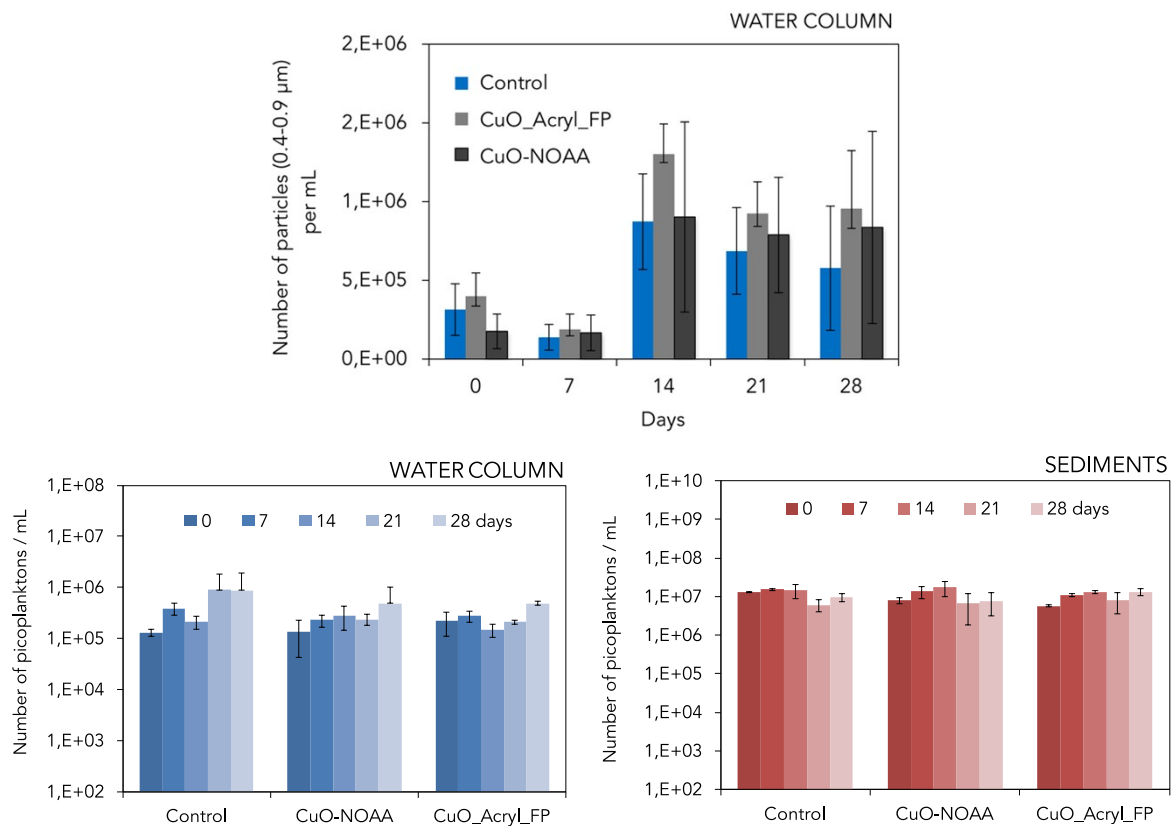 WATER COLUMN
Number of particles (0.4-0.9 µm)
per mL
2,E+06
2,E+06
1,E+06
5,E+05
0,E+00
Control
CuO_Acryl_FP
CuO-NOAA
0 7 14 21 28
Days
WATER COLUMN
Number of picoplanktons / mL
1,E+08
1,E+07
1,E+06
1,E+05
1,E+04
1,E+03
1,E+02
0 7 14 21 28 days
Control CuO-NOAA CuO_Acryl_FP
SEDIMENTS
Number of picoplanktons / mL
1,E+10
1,E+09
1,E+08
1,E+07
1,E+06
1,E+05
1,E+04
1,E+03
1,E+02
0 7 14 21 28 days
Control CuO-NOAA CuO_Acryl_FP